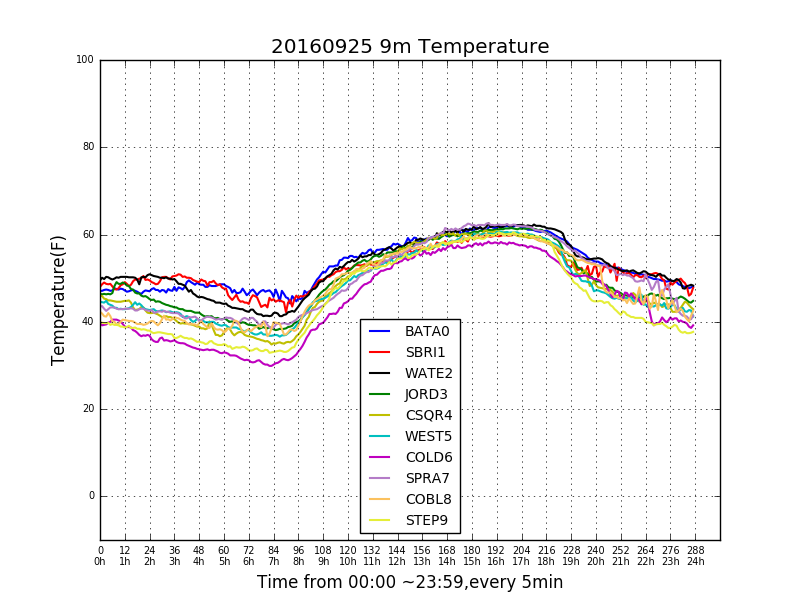 20160925 9m Temperature
Temperature(F)
100
80
60
40
20
0
BATA0
SBRI1
WATE2
JORD3
CSQR4
WEST5
COLD6
SPRA7
COBL8
STEP9
0 12 24 36 48 60 72 84 96 108 120 132 144 156 168 180 192 204 216 228 240 252 264 276 288
0h 1h 2h 3h 4h 5h 6h 7h 8h 9h 10h 11h 12h 13h 14h 15h 16h 17h 18h 19h 20h 21h 22h 23h 24h
Time from 00:00 ~23:59,every 5min